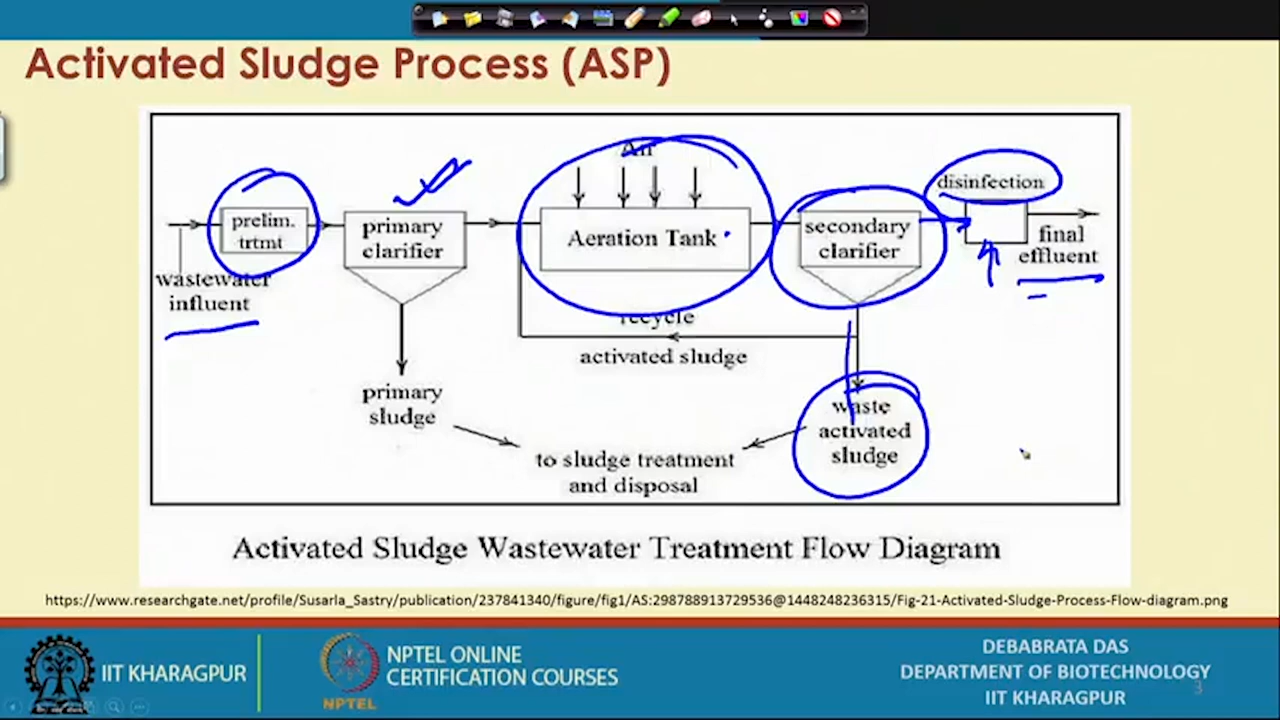 Activated Sludge Process (ASP)
Air
disinfection
prelim.
trtmt
primary
clarifier
Aeration Tank
secondary
clarifier
final
effluent
wastewater
influent
recycle
activated sludge
primary
sludge
waste
activated
sludge
to sludge treatment
and disposal
Activated Sludge Wastewater Treatment Flow Diagram
https://www.researchgate.net/profile/Susarla_Sastry/publication/237841340/figure/fig1/AS:298788913729536@1448248236315/Fig-21-Activated-Sludge-Process-Flow-diagram.png
IIT KHARAGPUR
NPTEL
NPTEL ONLINE
CERTIFICATION COURSES
DEBABRATA DAS
DEPARTMENT OF BIOTECHNOLOGY
IIT KHARAGPUR
3